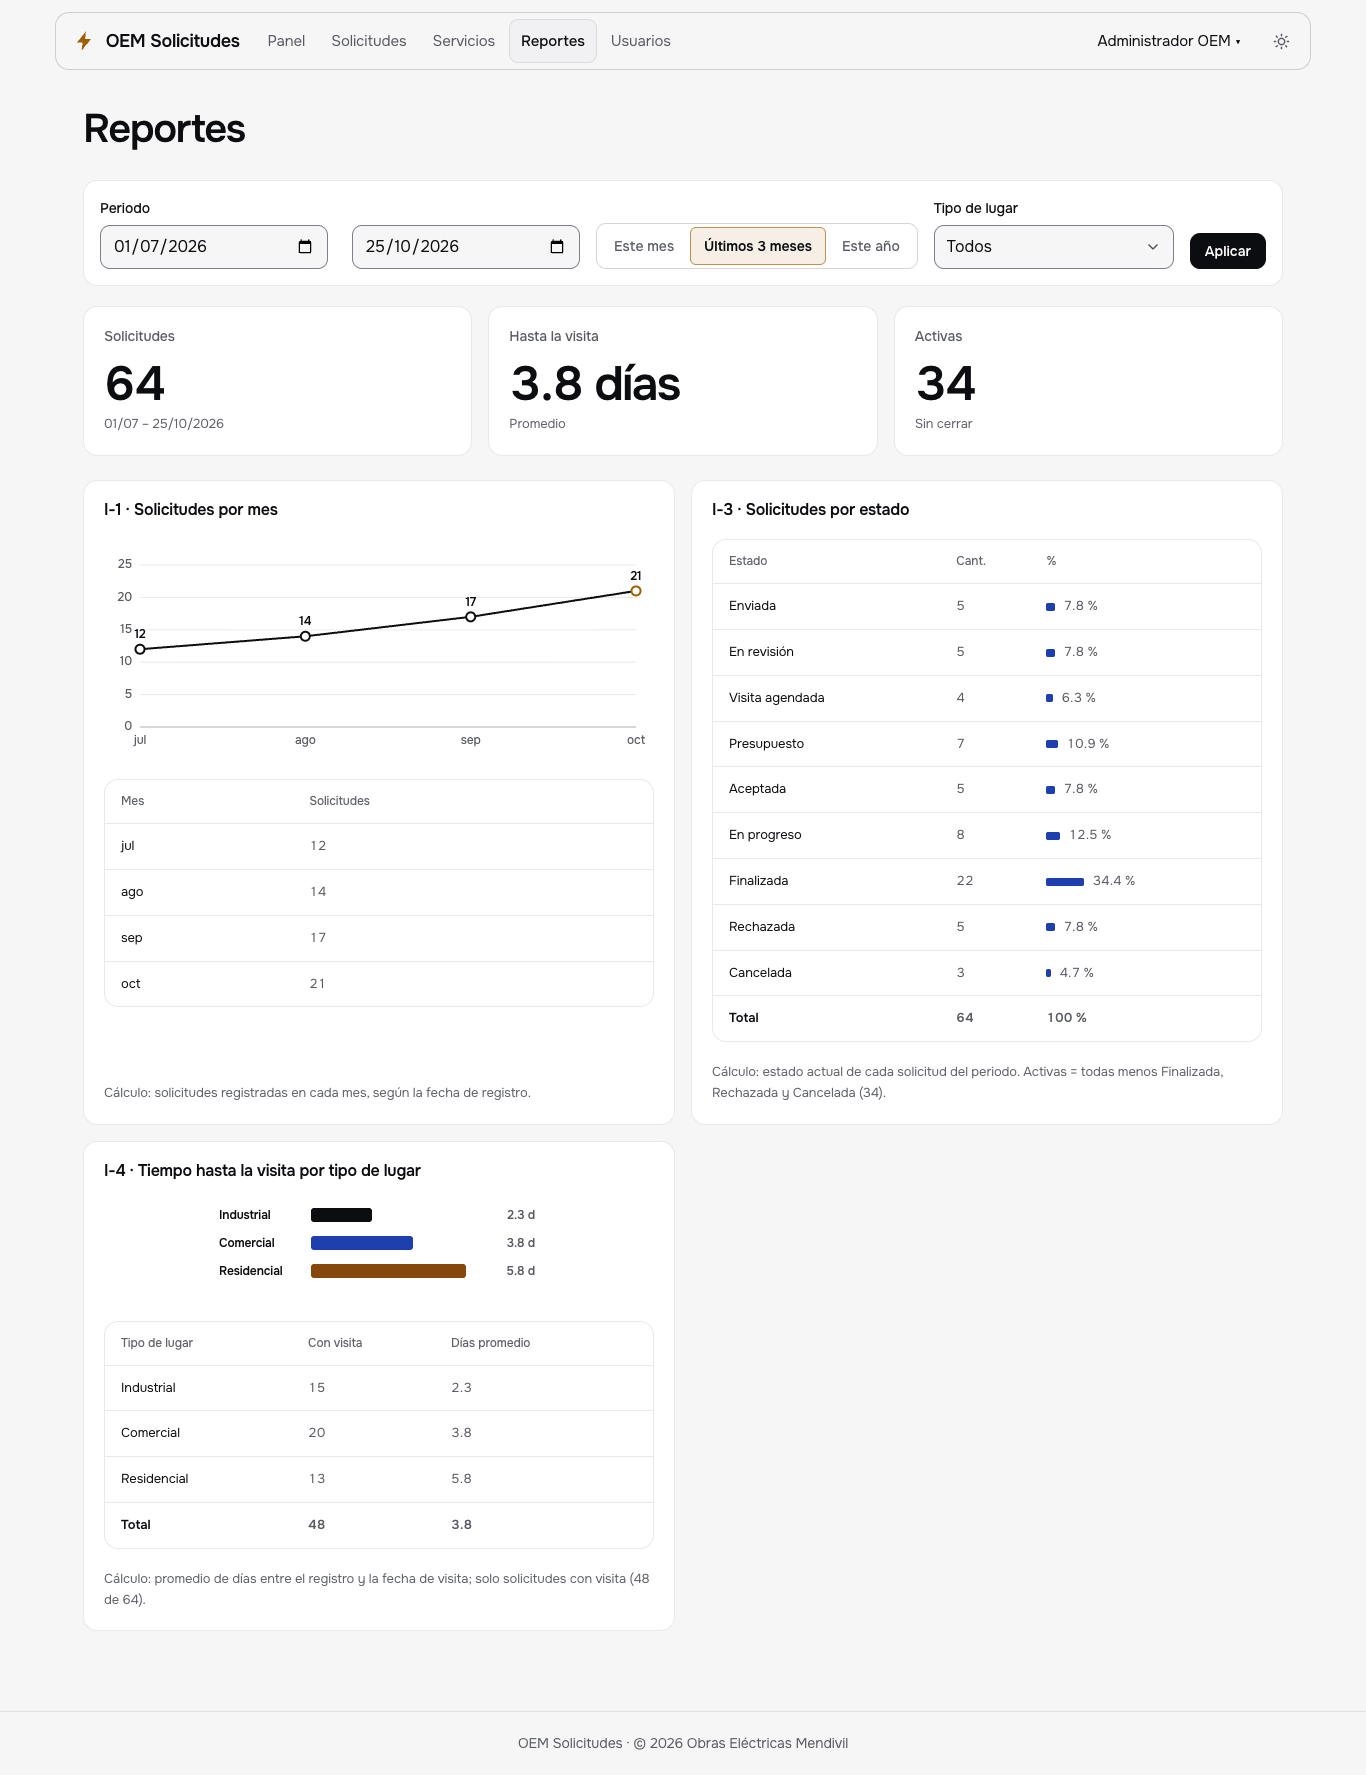 OEM Solicitudes Panel Solicitudes Servicios Reportes Usuarios Administrador OEM ▾
Reportes
Periodo Tipo de lugar
01/07/2026 25/10/2026 Este mes Últimos 3 meses Este año Todos Aplicar
Solicitudes
64
01/07 – 25/10/2026
Hasta la visita
3.8 días
Promedio
Activas
34
Sin cerrar
I-1 · Solicitudes por mes
25
20
15
10
5
0
12
14
17
21
jul ago sep oct
Mes Solicitudes
jul 12
ago 14
sep 17
oct 21
Cálculo: solicitudes registradas en cada mes, según la fecha de registro.
I-3 · Solicitudes por estado
Estado Cant. %
Enviada 5 7.8 %
En revisión 5 7.8 %
Visita agendada 4 6.3 %
Presupuesto 7 10.9 %
Aceptada 5 7.8 %
En progreso 8 12.5 %
Finalizada 22 34.4 %
Rechazada 5 7.8 %
Cancelada 3 4.7 %
Total 64 100 %
Cálculo: estado actual de cada solicitud del periodo. Activas = todas menos Finalizada,
Rechazada y Cancelada (34).
I-4 · Tiempo hasta la visita por tipo de lugar
Industrial 2.3 d
Comercial 3.8 d
Residencial 5.8 d
Tipo de lugar Con visita Días promedio
Industrial 15 2.3
Comercial 20 3.8
Residencial 13 5.8
Total 48 3.8
Cálculo: promedio de días entre el registro y la fecha de visita; solo solicitudes con visita (48
de 64).
OEM Solicitudes · © 2026 Obras Eléctricas Mendivil